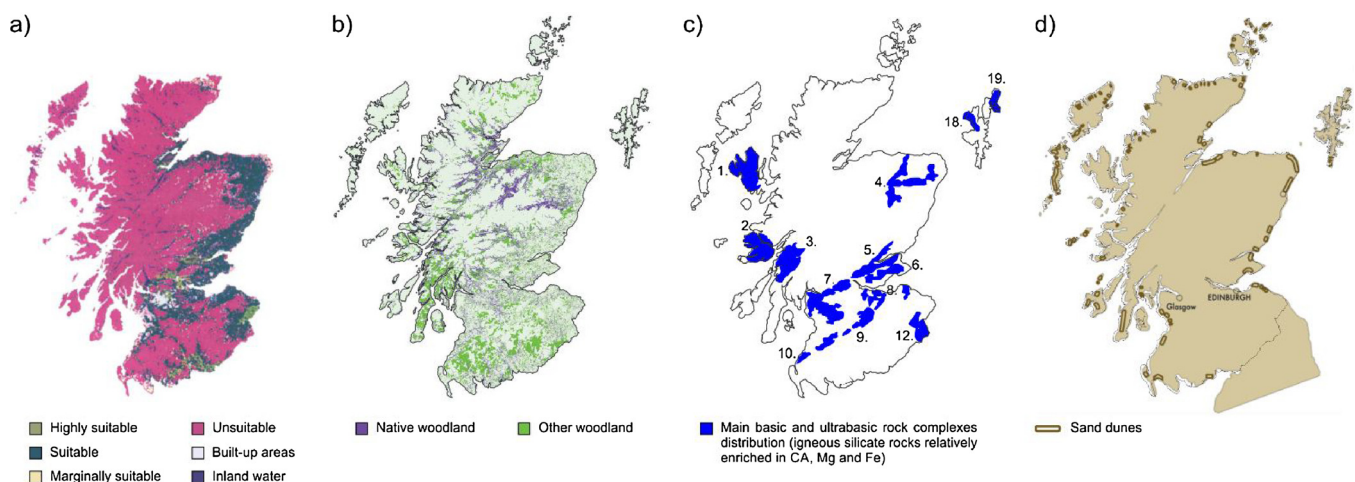 a)
b)
c)
d)
19.
18.
1.
4.
2.
3.
5.
6.
7
8.
9.
10.
12.
Glasgow
EDINBURGH
Highly suitable
Unsuitable
Native woodland
Other woodland
Main basic and ultrabasic rock complexes
distribution (igneous silicate rocks relatively
enriched in CA, Mg and Fe)
Sand dunes
Suitable
Built-up areas
Marginally suitable
Inland water